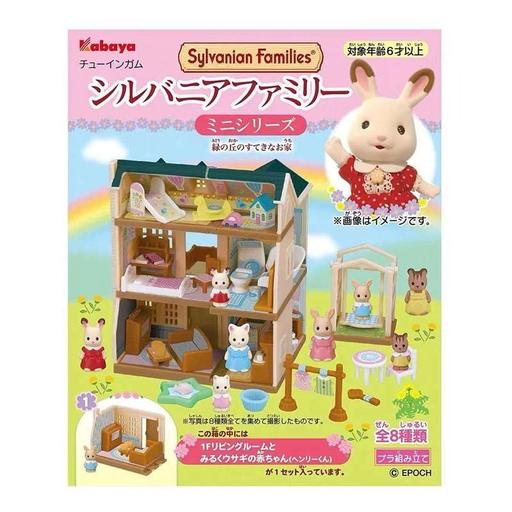 Kabaya
チューインガム
Sylvanian Families®
対象年齢6才以上
シルバニアファミリー
ミニシリーズ
緑の丘のすてきなお家
※画像はイメージです。
※写真は8種類全てを集めて撮影したものです。
この箱の中には
1Fリビングルームと
みるくウサギの赤ちゃん(ヘンリーくん)
が1セット入っています。
ぜん しゅるい
全8種類
プラ組み立て
© EPOCH